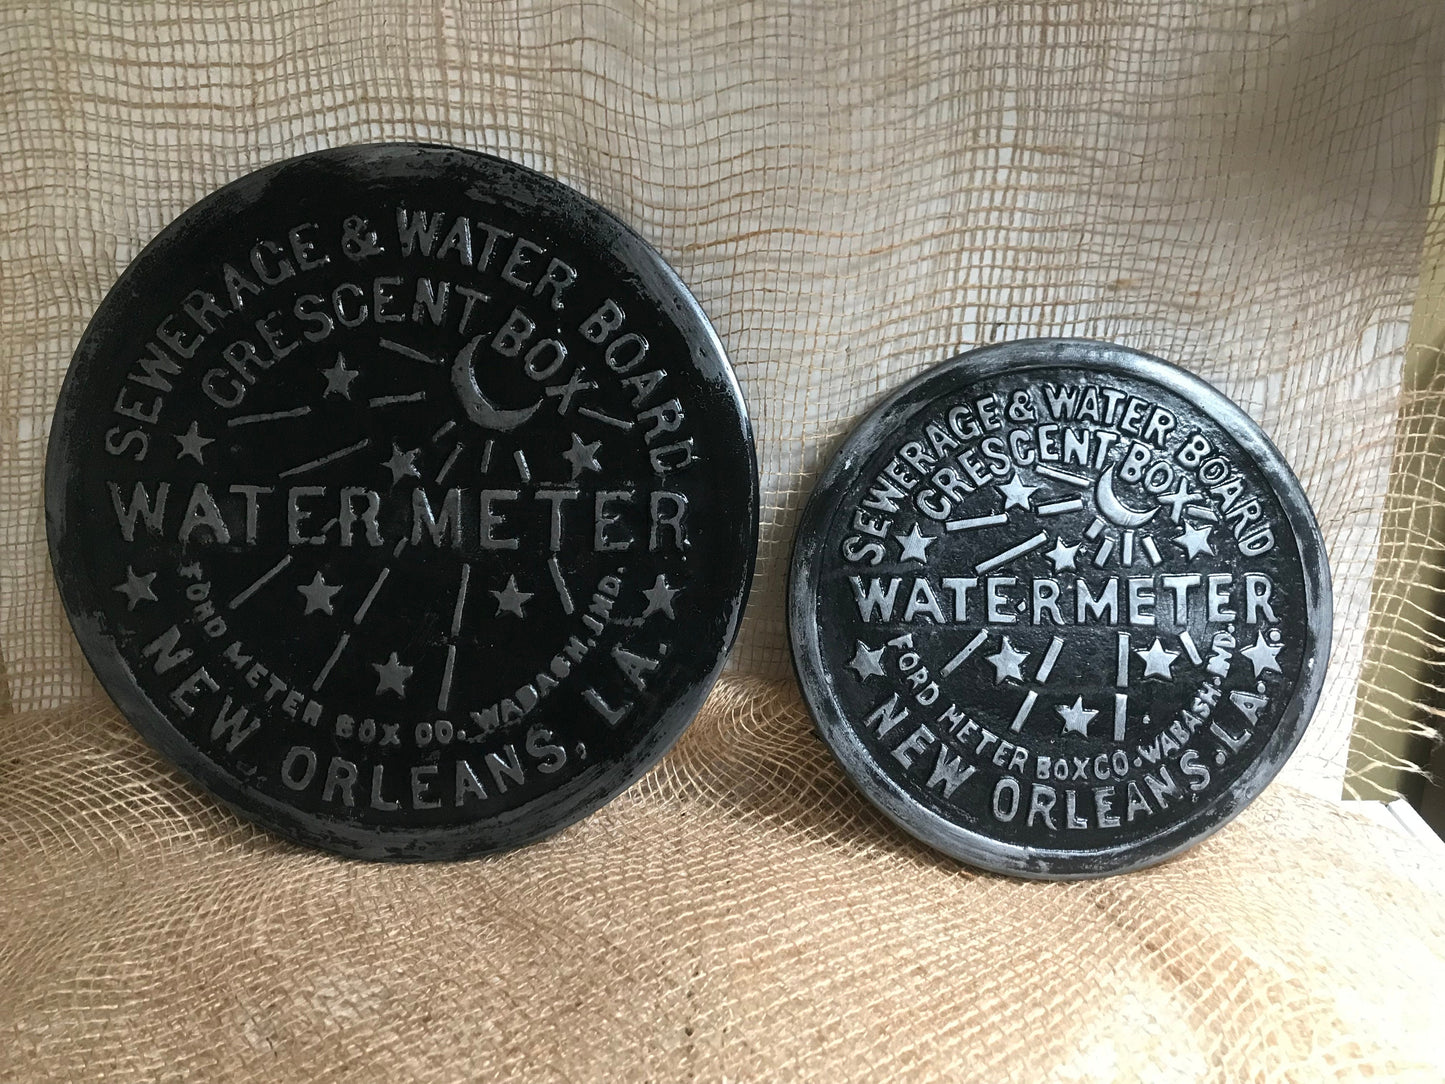 SEWERAGE & WATER BOARD
CRESCENT BOX
WATER METER
FORD METER BOX CO. WABASH. IND.
NEW ORLEANS, LA.
SEWERAGE & WATER BOARD
CRESCENT BOX
WATER METER
FORD METER BOX CO. WABASH. IND.
NEW ORLEANS. LA.